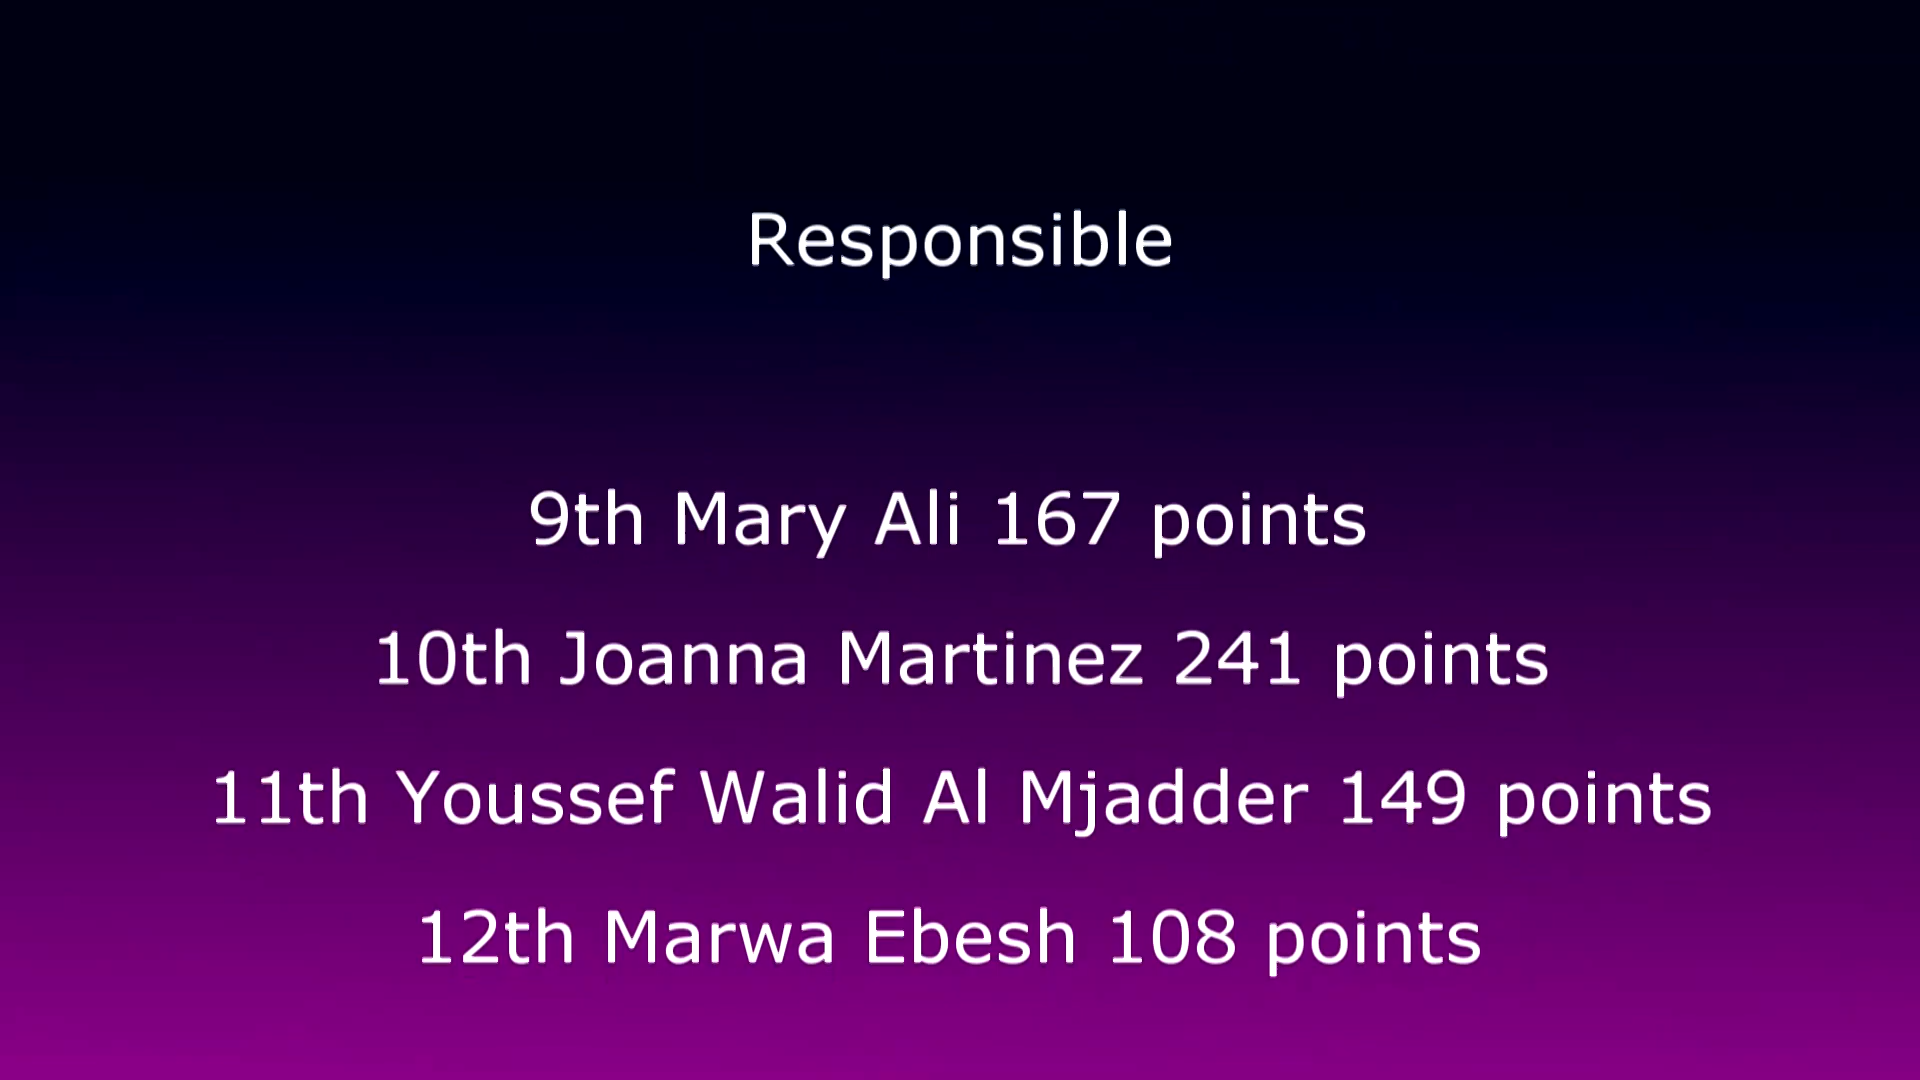 Responsible
9th Mary Ali 167 points
10th Joanna Martinez 241 points
11th Youssef Walid Al Mjadder 149 points
12th Marwa Ebesh 108 points